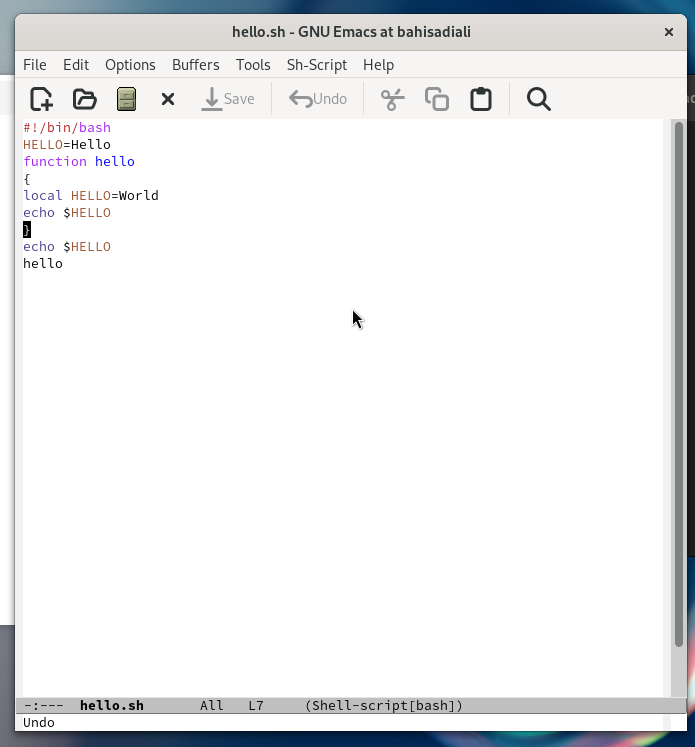 hello.sh - GNU Emacs at bahisadiali
File Edit Options Buffers Tools Sh-Script Help
Save Undo
#!/bin/bash
HELLO=Hello
function hello
{
local HELLO=World
echo $HELLO
}
echo $HELLO
hello
-:--- hello.sh All L7 (Shell-script[bash])
Undo